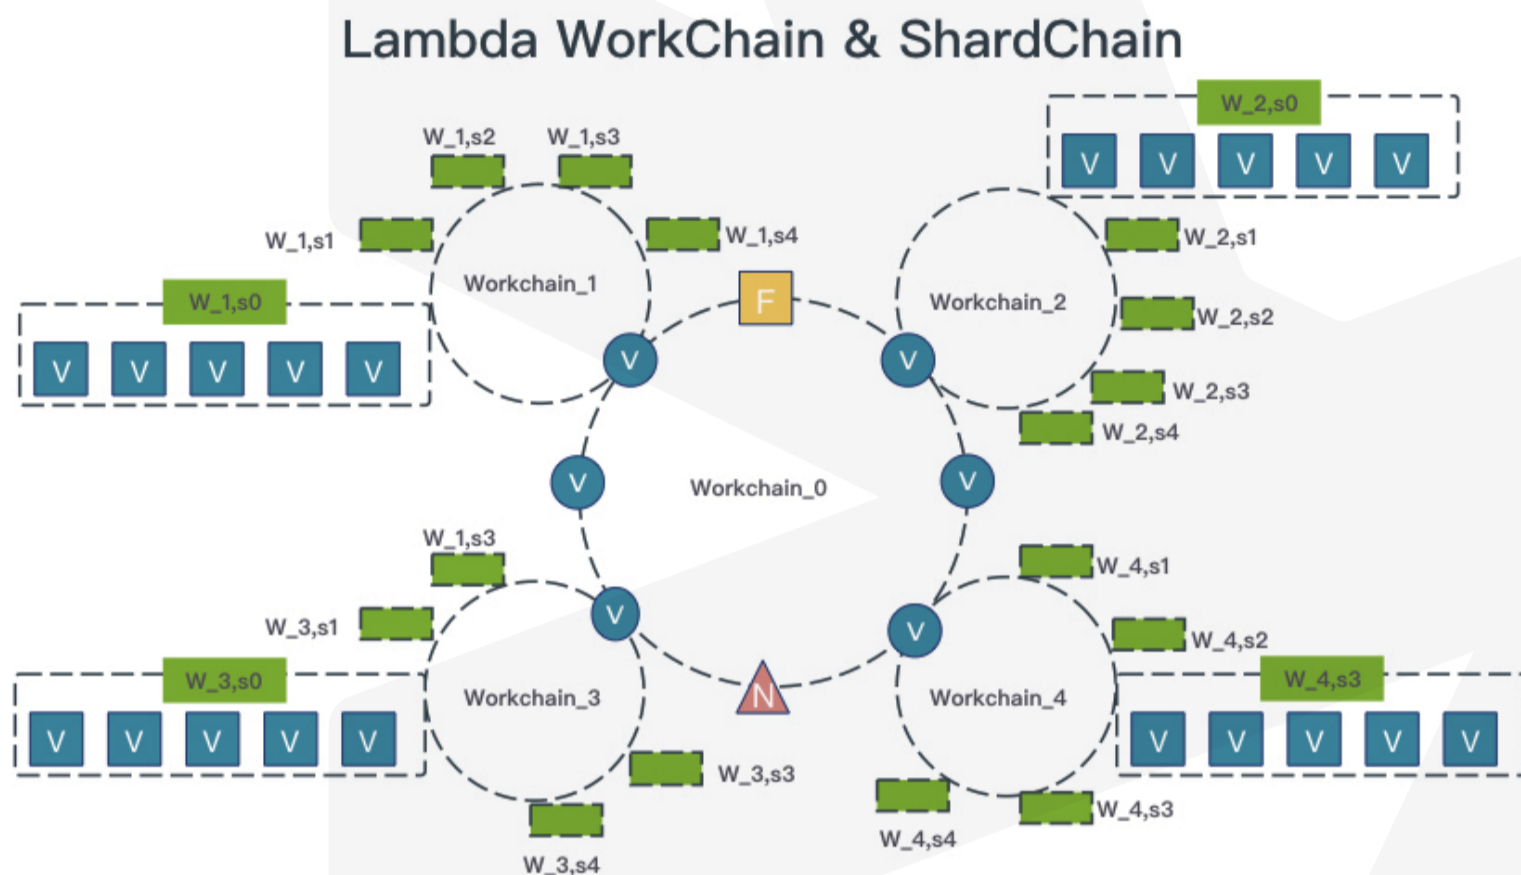 Lambda WorkChain & ShardChain
W_2,s0
V V V V V
W_1,s2 W_1,s3
W_1,s1
W_1,s4
W_2,s1
Workchain_1
W_1,s0
F
Workchain_2
W_2,s2
V V V V V
V
V
W_2,s3
W_2,s4
V
Workchain_0
V
W_1,s3
W_4,s1
W_3,s1
V
V
W_4,s2
W_3,s0
W_4,s3
Workchain_3
N
Workchain_4
V V V V V
V V V V V
W_3,s3
W_4,s3
W_4,s4
W_3,s4